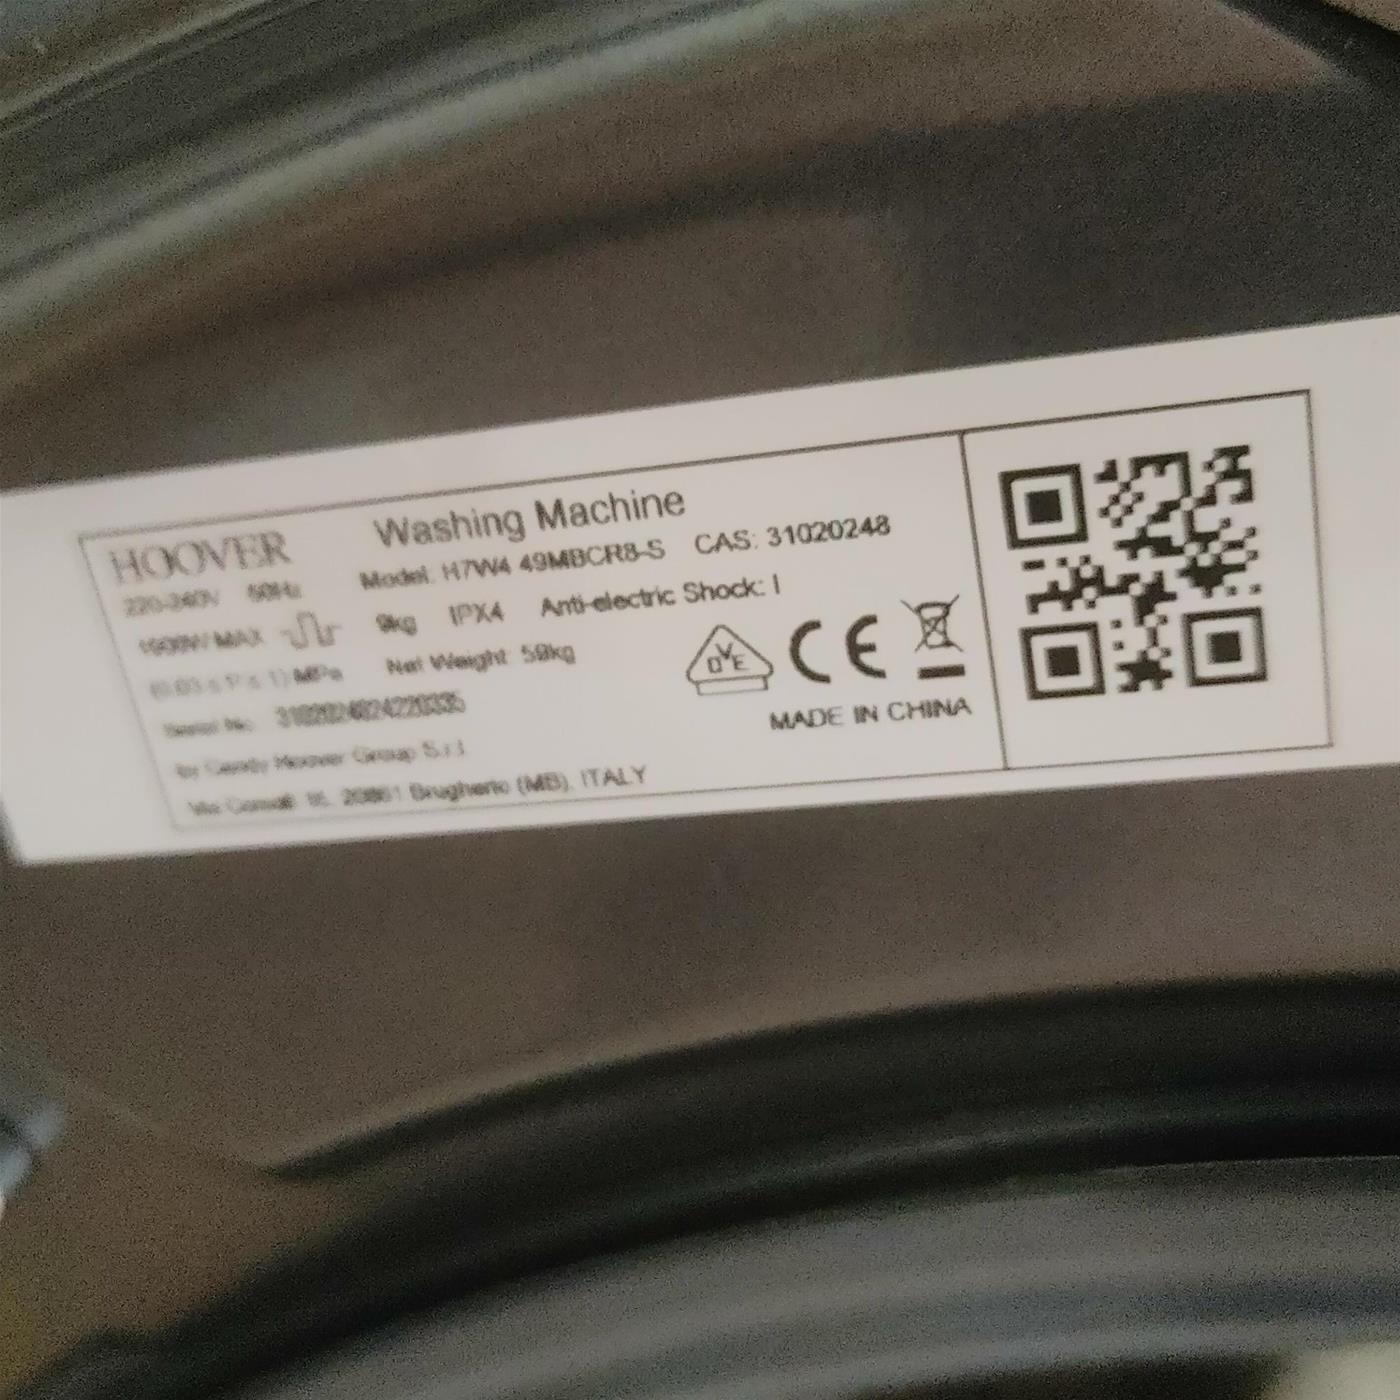 HOOVER Washing Machine
220-240V 50Hz Model: H7W4 49MBCR8-S CAS: 31020248
MAX 9kg IPX4 Anti-electric Shock: I
MPa Net Weight:
DVE CE
Serial No.:
MADE IN CHINA
by Candy Hoover Group S.r.l
20861 Brugherio (MB), ITALY